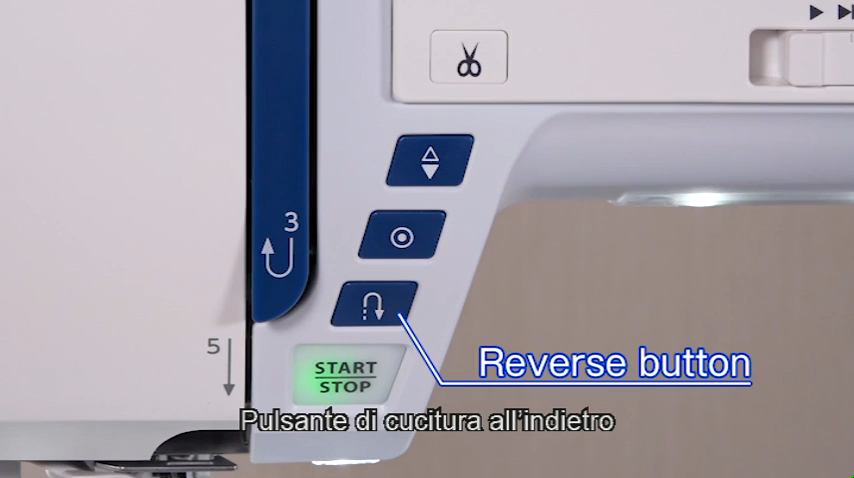 3
5
START
STOP
Reverse button
Pulsante di cucitura all'indietro